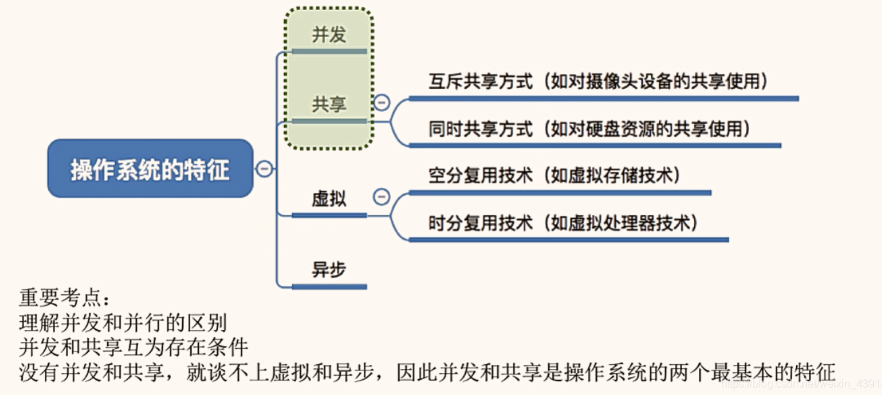 并发
共享
互斥共享方式（如对摄像头设备的共享使用）
同时共享方式（如对硬盘资源的共享使用）
操作系统的特征
虚拟
空分复用技术（如虚拟存储技术）
时分复用技术（如虚拟处理器技术）
异步
重要考点：
理解并发和并行的区别
并发和共享互为存在条件
没有并发和共享，就谈不上虚拟和异步，因此并发和共享是操作系统的两个最基本的特征